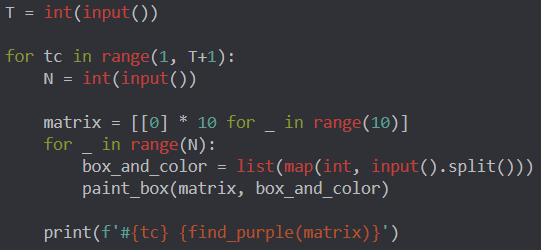 T = int(input())
for tc in range(1, T+1):
    N = int(input())
    matrix = [[0] * 10 for _ in range(10)]
    for _ in range(N):
        box_and_color = list(map(int, input().split()))
        paint_box(matrix, box_and_color)
    print(f'#{tc} {find_purple(matrix)}')